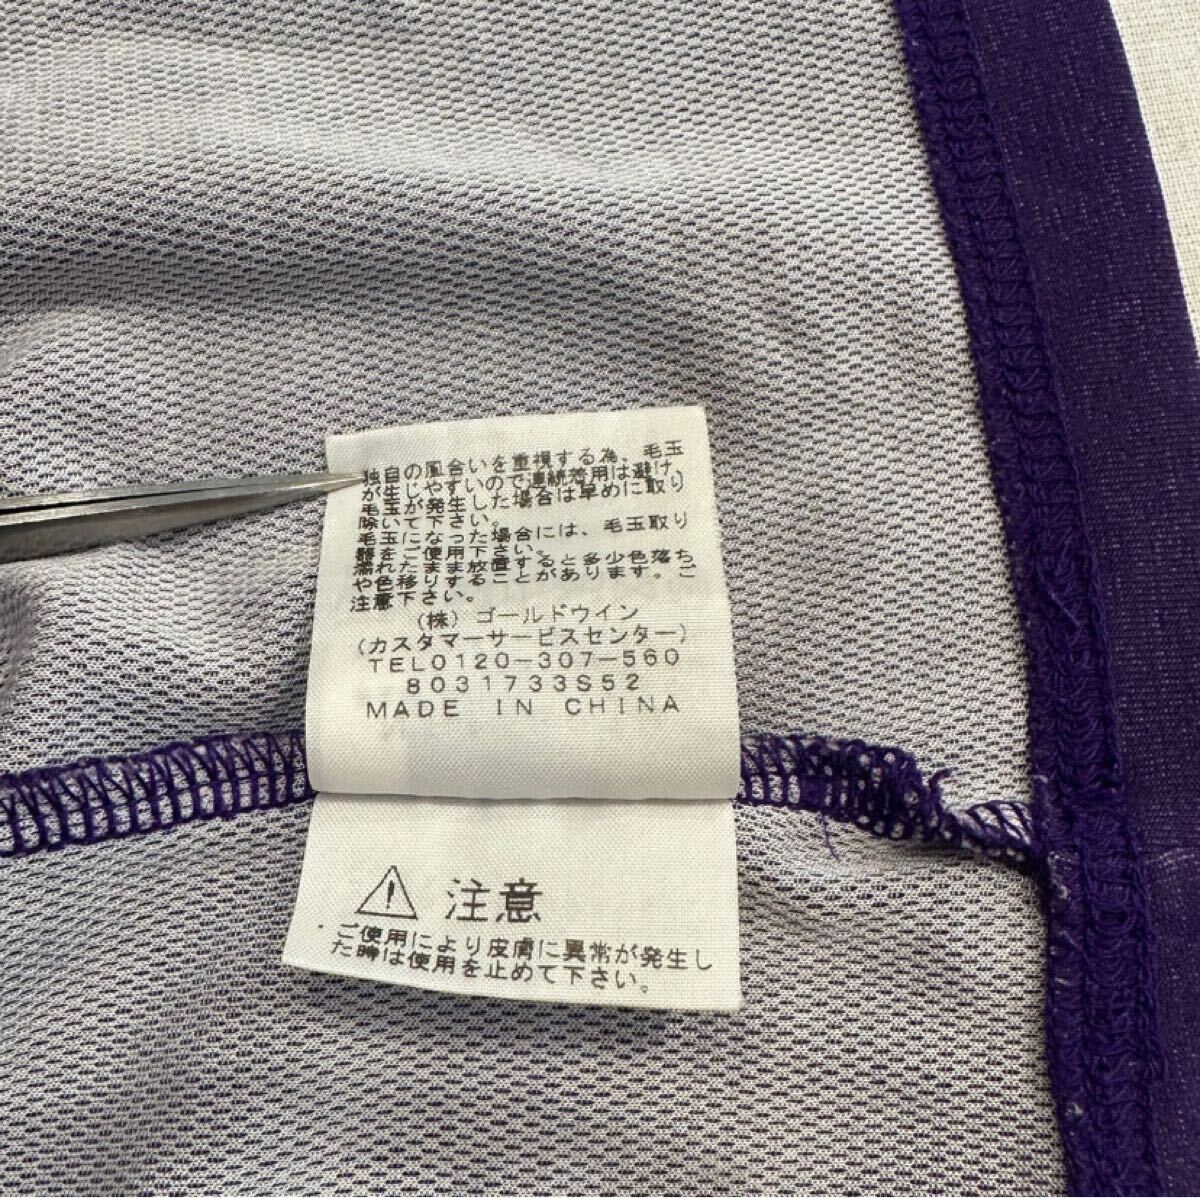 独自の風合いを重視する為、毛玉
が生じやすいので連続着用は避け、
毛玉が発生した場合は早めに取り
除いて下さい。
毛玉になった場合には、毛玉取り
器をご使用下さい。
濡れたまま放置すると多少色落ち
や色移りすることがあります。ご
注意下さい。
(株)ゴールドウイン
(カスタマーサービスセンター)
TEL0120-307-560
8031733S52
MADE IN CHINA
注意
ご使用により皮膚に異常が発生し
た時は使用を止めて下さい。